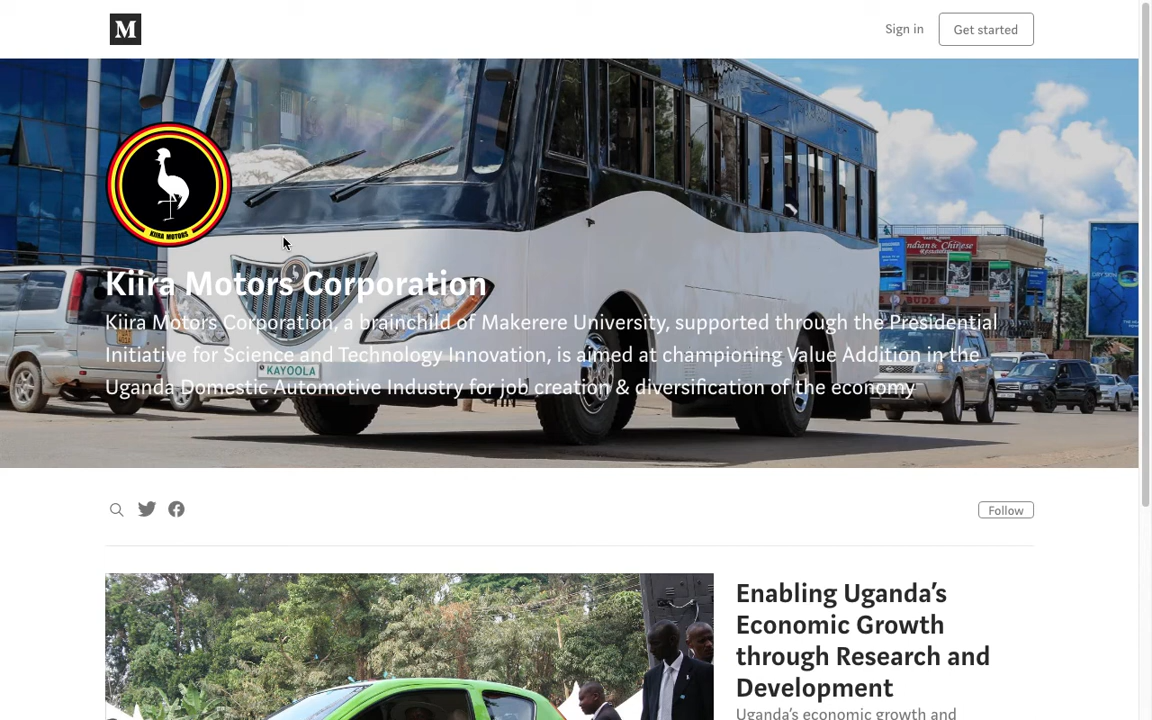 M
Sign in
Get started
KIIRA MOTORS
Kiira Motors Corporation
Kiira Motors Corporation, a brainchild of Makerere University, supported through the Presidential
Initiative for Science and Technology Innovation, is aimed at championing Value Addition in the
Uganda Domestic Automotive Industry for job creation & diversification of the economy
KAYOOLA
Indian & Chinese
Restaurant
Follow
Enabling Uganda’s
Economic Growth
through Research and
Development
Uganda’s economic growth and